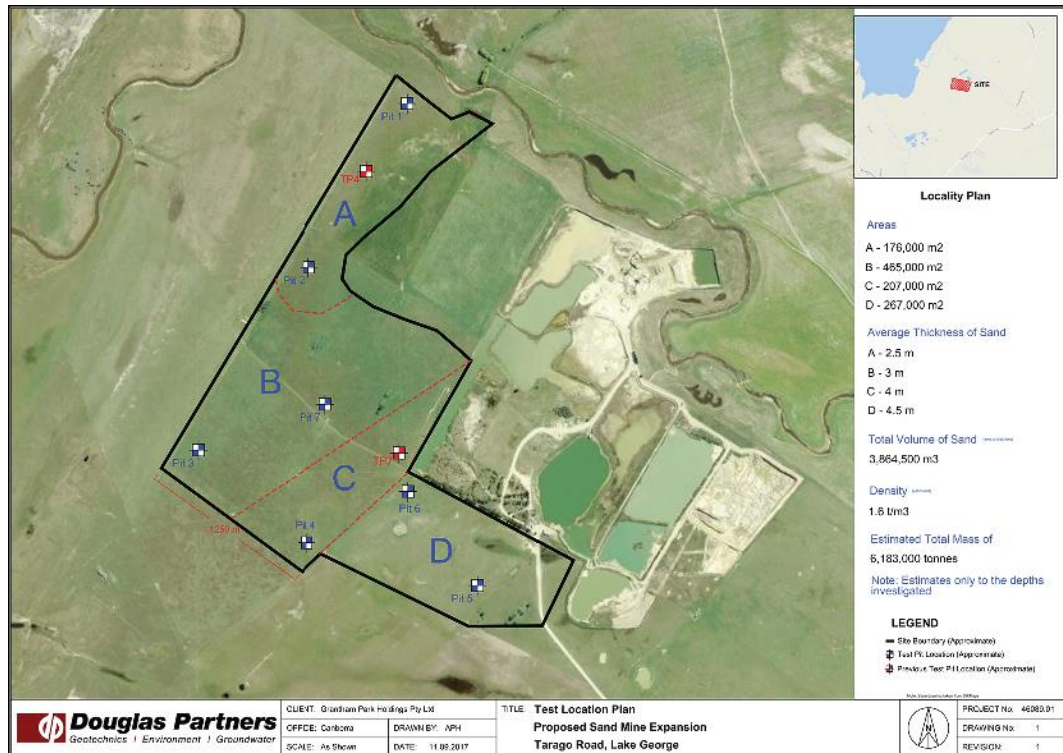 Pit 1
TP4
A
Pit 2
B
Pit 7
Pit 3
TP7
C
Pit 6
1250 m
Pit 4
D
Pit 5
SITE
Locality Plan
Areas
A - 176,000 m2
B - 465,000 m2
C - 207,000 m2
D - 267,000 m2
Average Thickness of Sand
A - 2.5 m
B - 3 m
C - 4 m
D - 4.5 m
Total Volume of Sand
3,864,500 m3
Density
1.6 t/m3
Estimated Total Mass of
6,183,000 tonnes
Note: Estimates only to the depths
investigated
LEGEND
Site Boundary (Approximate)
Test Pit Location (Approximate)
Previous Test Pit Location (Approximate)
Douglas Partners
Geotechnics | Environment | Groundwater
CLIENT: Grantham Park Holdings Pty Ltd
OFFICE: Canberra
DRAWN BY: APH
SCALE: As Shown
DATE: 11.09.2017
TITLE: Test Location Plan
Proposed Sand Mine Expansion
Tarago Road, Lake George
N
PROJECT No: 46089.01
DRAWING No: 1
REVISION: 1